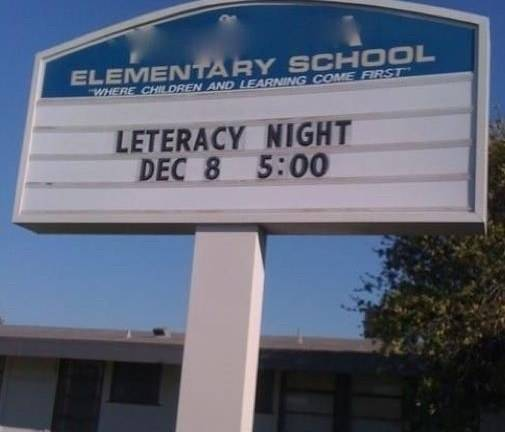 ELEMENTARY SCHOOL
"WHERE CHILDREN AND LEARNING COME FIRST"
LETERACY NIGHT
DEC 8 5:00